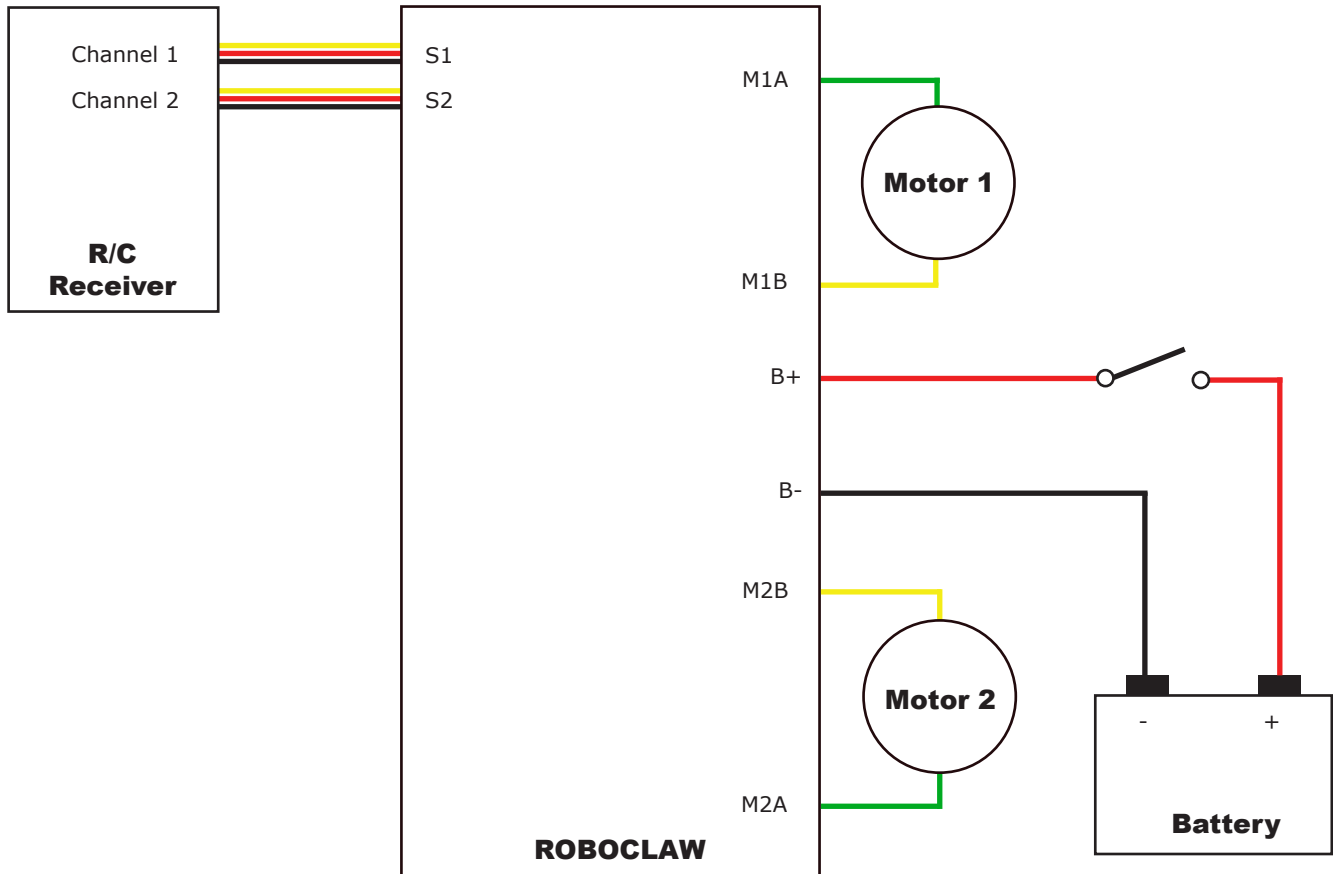 Channel 1
Channel 2
R/C
Receiver
S1
S2
M1A
M1B
B+
B-
M2B
M2A
ROBOCLAW
Motor 1
Motor 2
- +
Battery